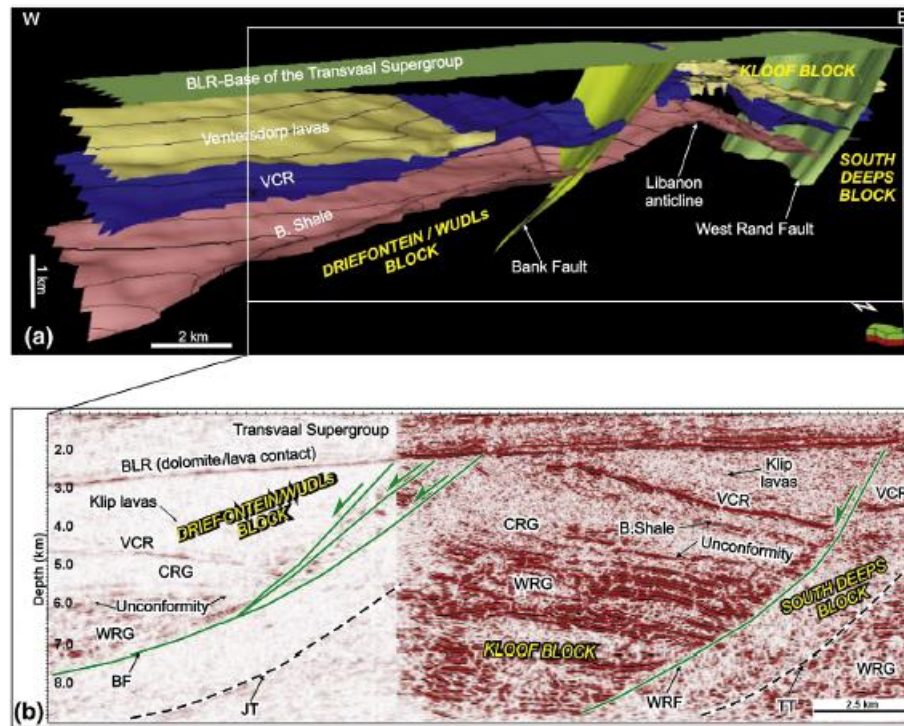 W
E
BLR-Base of the Transvaal Supergroup
KLOOF BLOCK
Ventersdorp lavas
VCR
B. Shale
Libanon
anticline
SOUTH
DEEPS
BLOCK
West Rand Fault
DRIEFONTEIN / WUDLs
BLOCK
Bank Fault
1 km
2 km
N
(a)
Transvaal Supergroup
2.0
BLR (dolomite/lava contact)
3.0
Klip lavas
DRIEFONTEIN/WUDLs
BLOCK
Klip
lavas
VCR
VCR
4.0
CRG
B.Shale
Unconformity
VCR
CRG
5.0
Depth (km)
Unconformity
6.0
WRG
WRG
SOUTH DEEPS
BLOCK
7.0
KLOOF BLOCK
8.0
BF
JT
WRF
TT
WRG
2.5 km
(b)